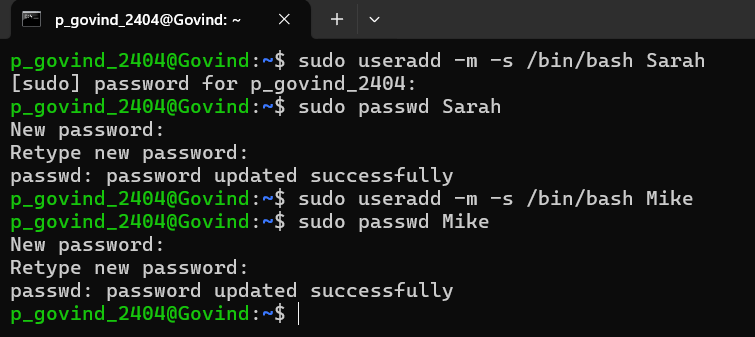 p_govind_2404@Govind: ~
p_govind_2404@Govind:~$ sudo useradd -m -s /bin/bash Sarah
[sudo] password for p_govind_2404:
p_govind_2404@Govind:~$ sudo passwd Sarah
New password:
Retype new password:
passwd: password updated successfully
p_govind_2404@Govind:~$ sudo useradd -m -s /bin/bash Mike
p_govind_2404@Govind:~$ sudo passwd Mike
New password:
Retype new password:
passwd: password updated successfully
p_govind_2404@Govind:~$